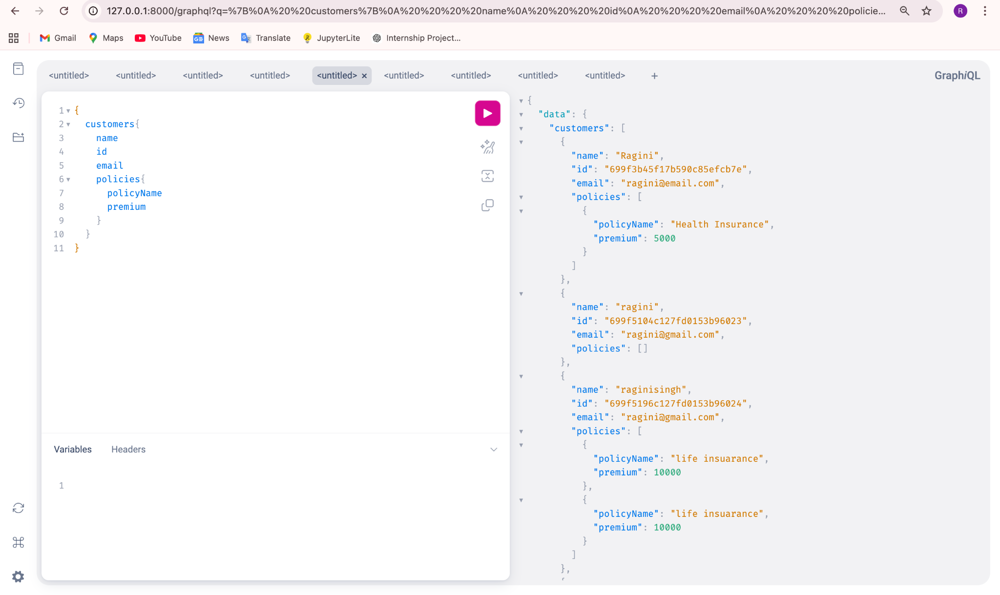 127.0.0.1:8000/graphql?q=%7B%0A%20%20customers%7B%0A%20%20%20%20name%0A%20%20%20%20id%0A%20%20%20%20email%0A%20%20%20%20policie...
R
Gmail Maps YouTube News Translate JupyterLite Internship Project...
<untitled> <untitled> <untitled> <untitled> <untitled> × <untitled> <untitled> <untitled> <untitled> +
GraphiQL
1 {
2 customers{
3 name
4 id
5 email
6 policies{
7 policyName
8 premium
9 }
10 }
11 }
Variables Headers
1
{
"data": {
"customers": [
{
"name": "Ragini",
"id": "699f3b45f17b590c85efcb7e",
"email": "ragini@email.com",
"policies": [
{
"policyName": "Health Insurance",
"premium": 5000
}
]
},
{
"name": "ragini",
"id": "699f5104c127fd0153b96023",
"email": "ragini@gmail.com",
"policies": []
},
{
"name": "raginisingh",
"id": "699f5196c127fd0153b96024",
"email": "ragini@gmail.com",
"policies": [
{
"policyName": "life insuarance",
"premium": 10000
},
{
"policyName": "life insuarance",
"premium": 10000
}
]
},
{